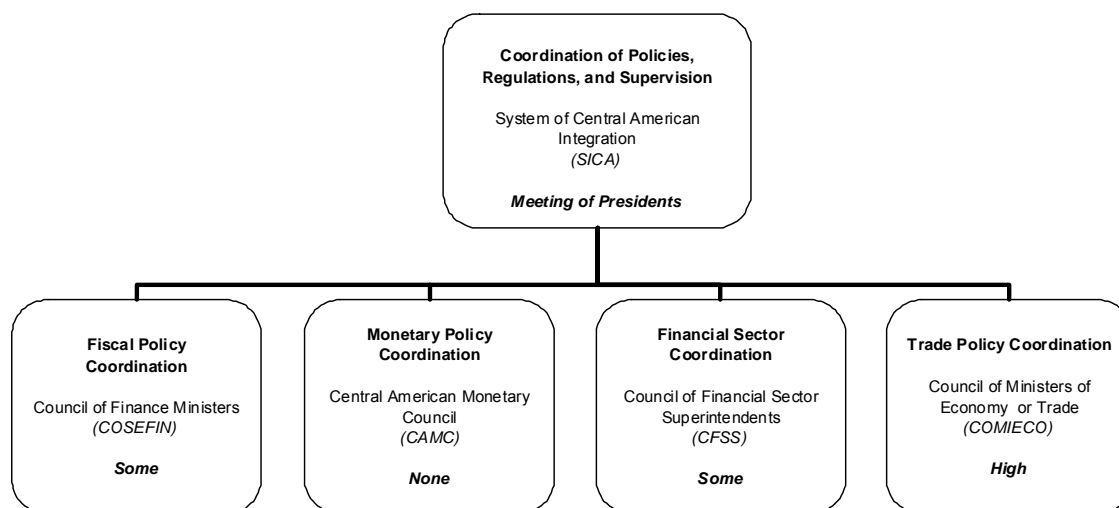 Coordination of Policies,
Regulations, and Supervision
System of Central American
Integration
(SICA)
Meeting of Presidents
Fiscal Policy
Coordination
Council of Finance Ministers
(COSEFIN)
Some
Monetary Policy
Coordination
Central American Monetary
Council
(CAMC)
None
Financial Sector
Coordination
Council of Financial Sector
Superintendents
(CFSS)
Some
Trade Policy Coordination
Council of Ministers of
Economy or Trade
(COMIECO)
High